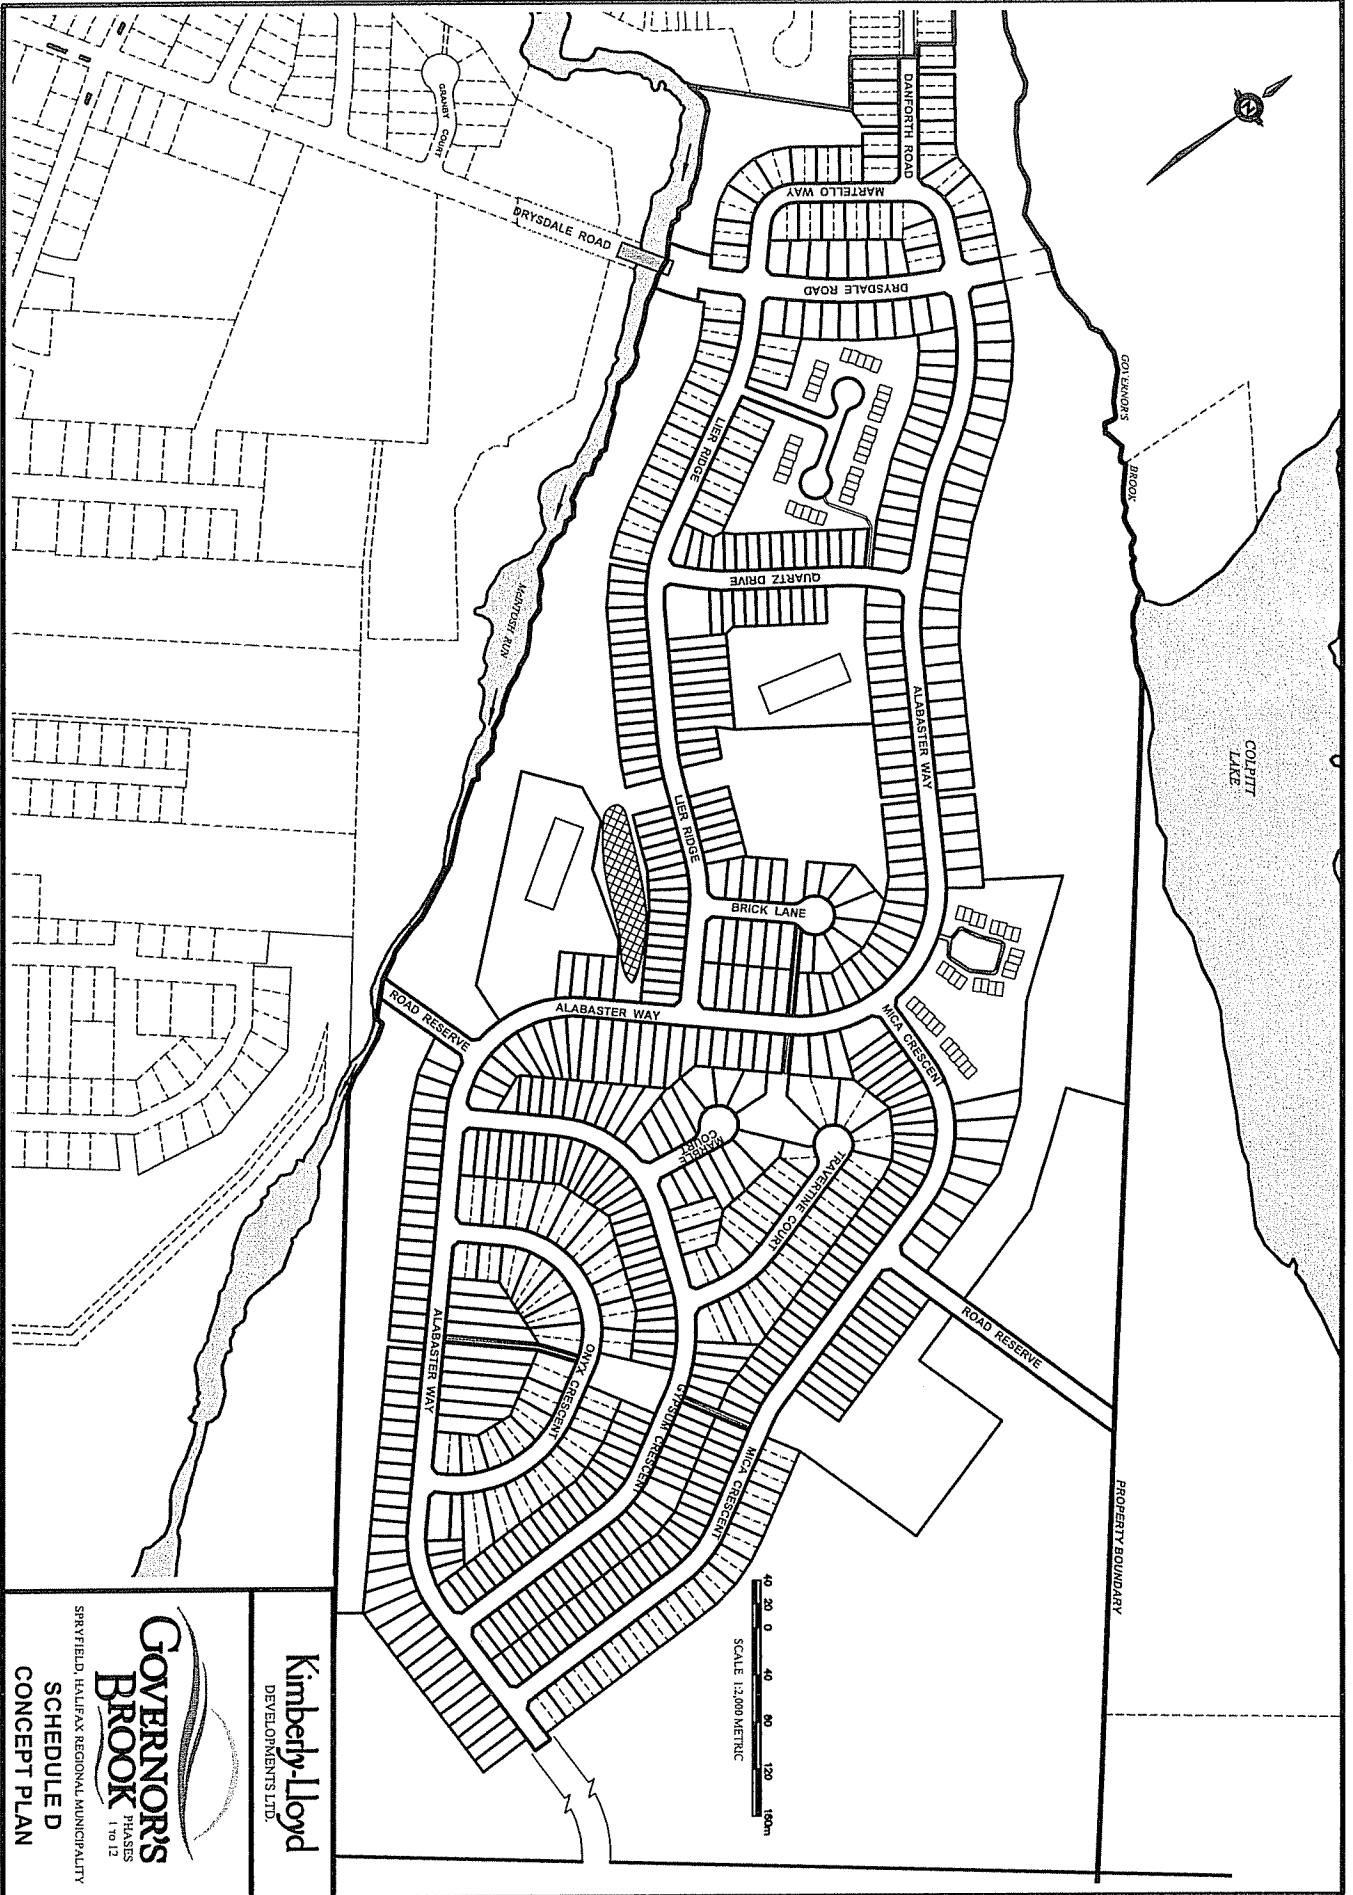 GRANBY COURT
DRYSDALE ROAD
DANFORTH ROAD
MARTELLO WAY
DRYSDALE ROAD
N
GOVERNOR'S
BROOK
COLPITT
LAKE
LIER RIDGE
QUARTZ DRIVE
McINTOSH RUN
ALABASTER WAY
LIER RIDGE
BRICK LANE
ROAD RESERVE
ALABASTER WAY
MICA CRESCENT
MARBLE
COURT
TRAVERTINE COURT
ROAD RESERVE
ALABASTER WAY
ONYX CRESCENT
GYPSUM CRESCENT
MICA CRESCENT
PROPERTY BOUNDARY
40 20 0 40 80 120 160m
SCALE 1:2,000 METRIC
Kimberly-Lloyd
DEVELOPMENTS LTD.
GOVERNOR'S
BROOK
PHASES
1 TO 12
SPRYFIELD, HALIFAX REGIONAL MUNICIPALITY
SCHEDULE D
CONCEPT PLAN